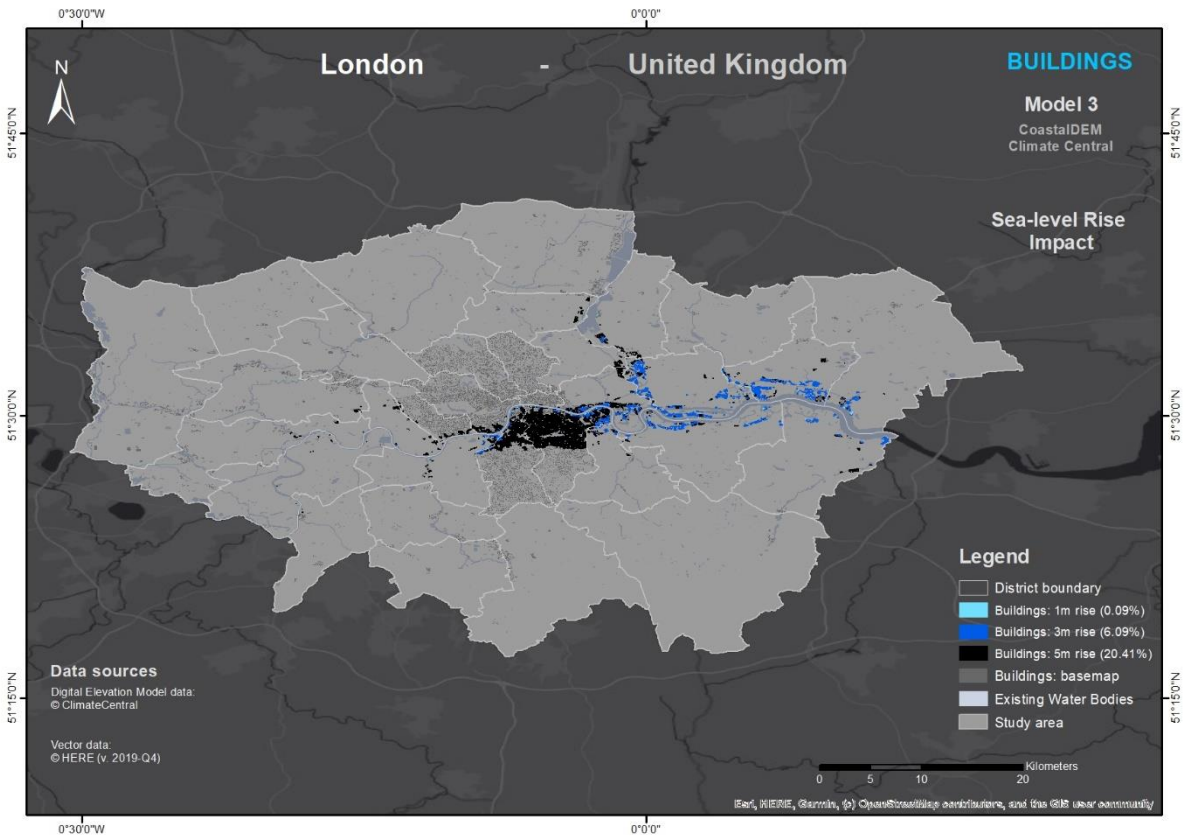 0°30'0"W
0°0'0"
London - United Kingdom
BUILDINGS
N
Model 3
CoastalDEM
Climate Central
51°45'0"N
51°45'0"N
Sea-level Rise
Impact
51°30'0"N
51°30'0"N
Legend
District boundary
Buildings: 1m rise (0.09%)
Buildings: 3m rise (6.09%)
Buildings: 5m rise (20.41%)
Buildings: basemap
Existing Water Bodies
Study area
Data sources
Digital Elevation Model data:
© ClimateCentral
Vector data:
© HERE (v. 2019-Q4)
51°15'0"N
51°15'0"N
Kilometers
0 5 10 20
Esri, HERE, Garmin, (c) OpenStreetMap contributors, and the GIS user community
0°30'0"W
0°0'0"